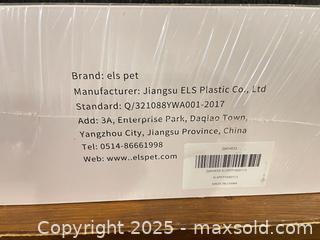 Brand: els pet
Manufacturer: Jiangsu ELS Plastic Co., Ltd
Standard: Q/321088YWA001-2017
Add: 3A, Enterprise Park, Daqiao Town,
Yangzhou City, Jiangsu Province, China
Tel: 0514-86661998
Web: www..elspet.com
Copyright © 2025 - maxsold.com